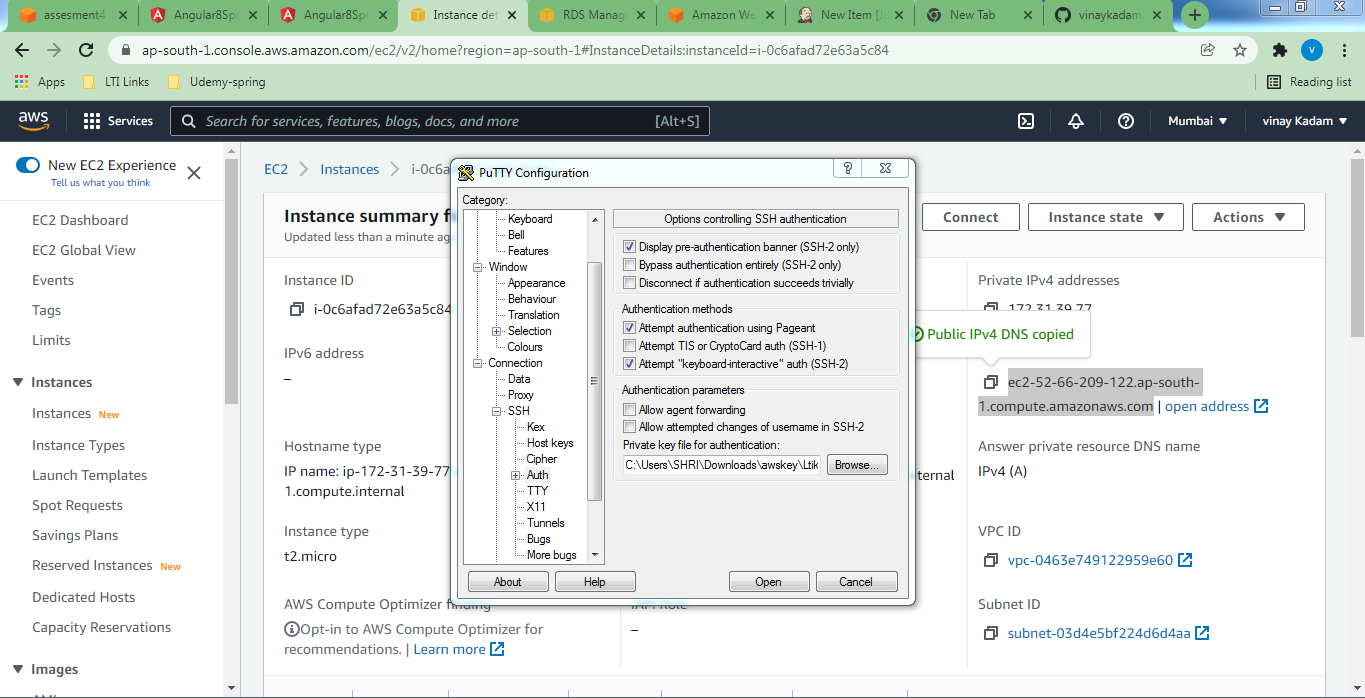 assesment4
Angular8Spr
Angular8Spr
Instance det
RDS Manag
Amazon We
New Item [Je
New Tab
vinaykadam
ap-south-1.console.aws.amazon.com/ec2/v2/home?region=ap-south-1#InstanceDetails:instanceId=i-0c6afad72e63a5c84
V
Apps
LTI Links
Udemy-spring
Reading list
aws
Services
Search for services, features, blogs, docs, and more
[Alt+S]
Mumbai
vinay Kadam
New EC2 Experience
Tell us what you think
EC2 Dashboard
EC2 Global View
Events
Tags
Limits
Instances
Instances New
Instance Types
Launch Templates
Spot Requests
Savings Plans
Reserved Instances New
Dedicated Hosts
Capacity Reservations
Images
EC2
Instances
i-0c6a
Instance summary f
Updated less than a minute ag
Connect
Instance state
Actions
Instance ID
i-0c6afad72e63a5c84
IPv6 address
–
Hostname type
IP name: ip-172-31-39-77
1.compute.internal
Instance type
t2.micro
AWS Compute Optimizer finding
Opt-in to AWS Compute Optimizer for
recommendations. | Learn more
PuTTY Configuration
?
Category:
Keyboard
Bell
Features
Window
Appearance
Behaviour
Translation
Selection
Colours
Connection
Data
Proxy
SSH
Kex
Host keys
Cipher
Auth
TTY
X11
Tunnels
Bugs
More bugs
Options controlling SSH authentication
Display pre-authentication banner (SSH-2 only)
Bypass authentication entirely (SSH-2 only)
Disconnect if authentication succeeds trivially
Authentication methods
Attempt authentication using Pageant
Attempt TIS or CryptoCard auth (SSH-1)
Attempt "keyboard-interactive" auth (SSH-2)
Authentication parameters
Allow agent forwarding
Allow attempted changes of username in SSH-2
Private key file for authentication:
C:\Users\SHRI\Downloads\awskey\Ltik
Browse...
About
Help
Open
Cancel
ternal
IAM Role
–
Private IPv4 addresses
172.31.39.77
Public IPv4 DNS copied
ec2-52-66-209-122.ap-south-
1.compute.amazonaws.com | open address
Answer private resource DNS name
IPv4 (A)
VPC ID
vpc-0463e749122959e60
Subnet ID
subnet-03d4e5bf224d6d4aa